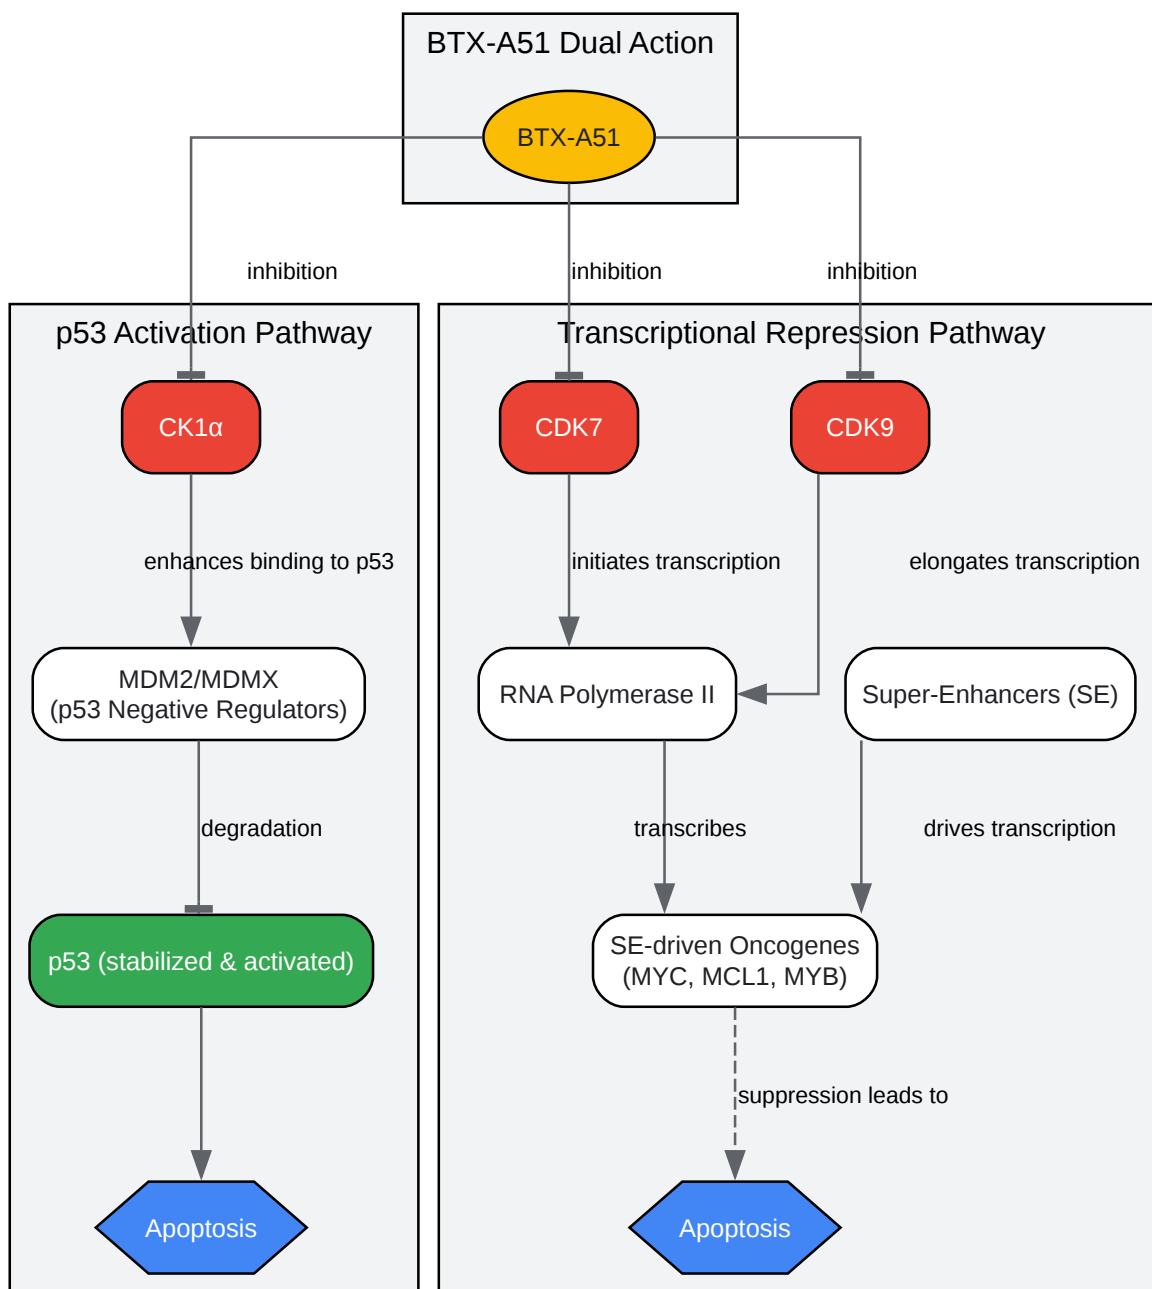 BTX-A51 Dual Action
BTX-A51
inhibition
inhibition
inhibition
p53 Activation Pathway
Transcriptional Repression Pathway
CK1α
CDK7
CDK9
enhances binding to p53
initiates transcription
elongates transcription
MDM2/MDMX
(p53 Negative Regulators)
RNA Polymerase II
Super-Enhancers (SE)
degradation
transcribes
drives transcription
p53 (stabilized & activated)
SE-driven Oncogenes
(MYC, MCL1, MYB)
suppression leads to
Apoptosis
Apoptosis